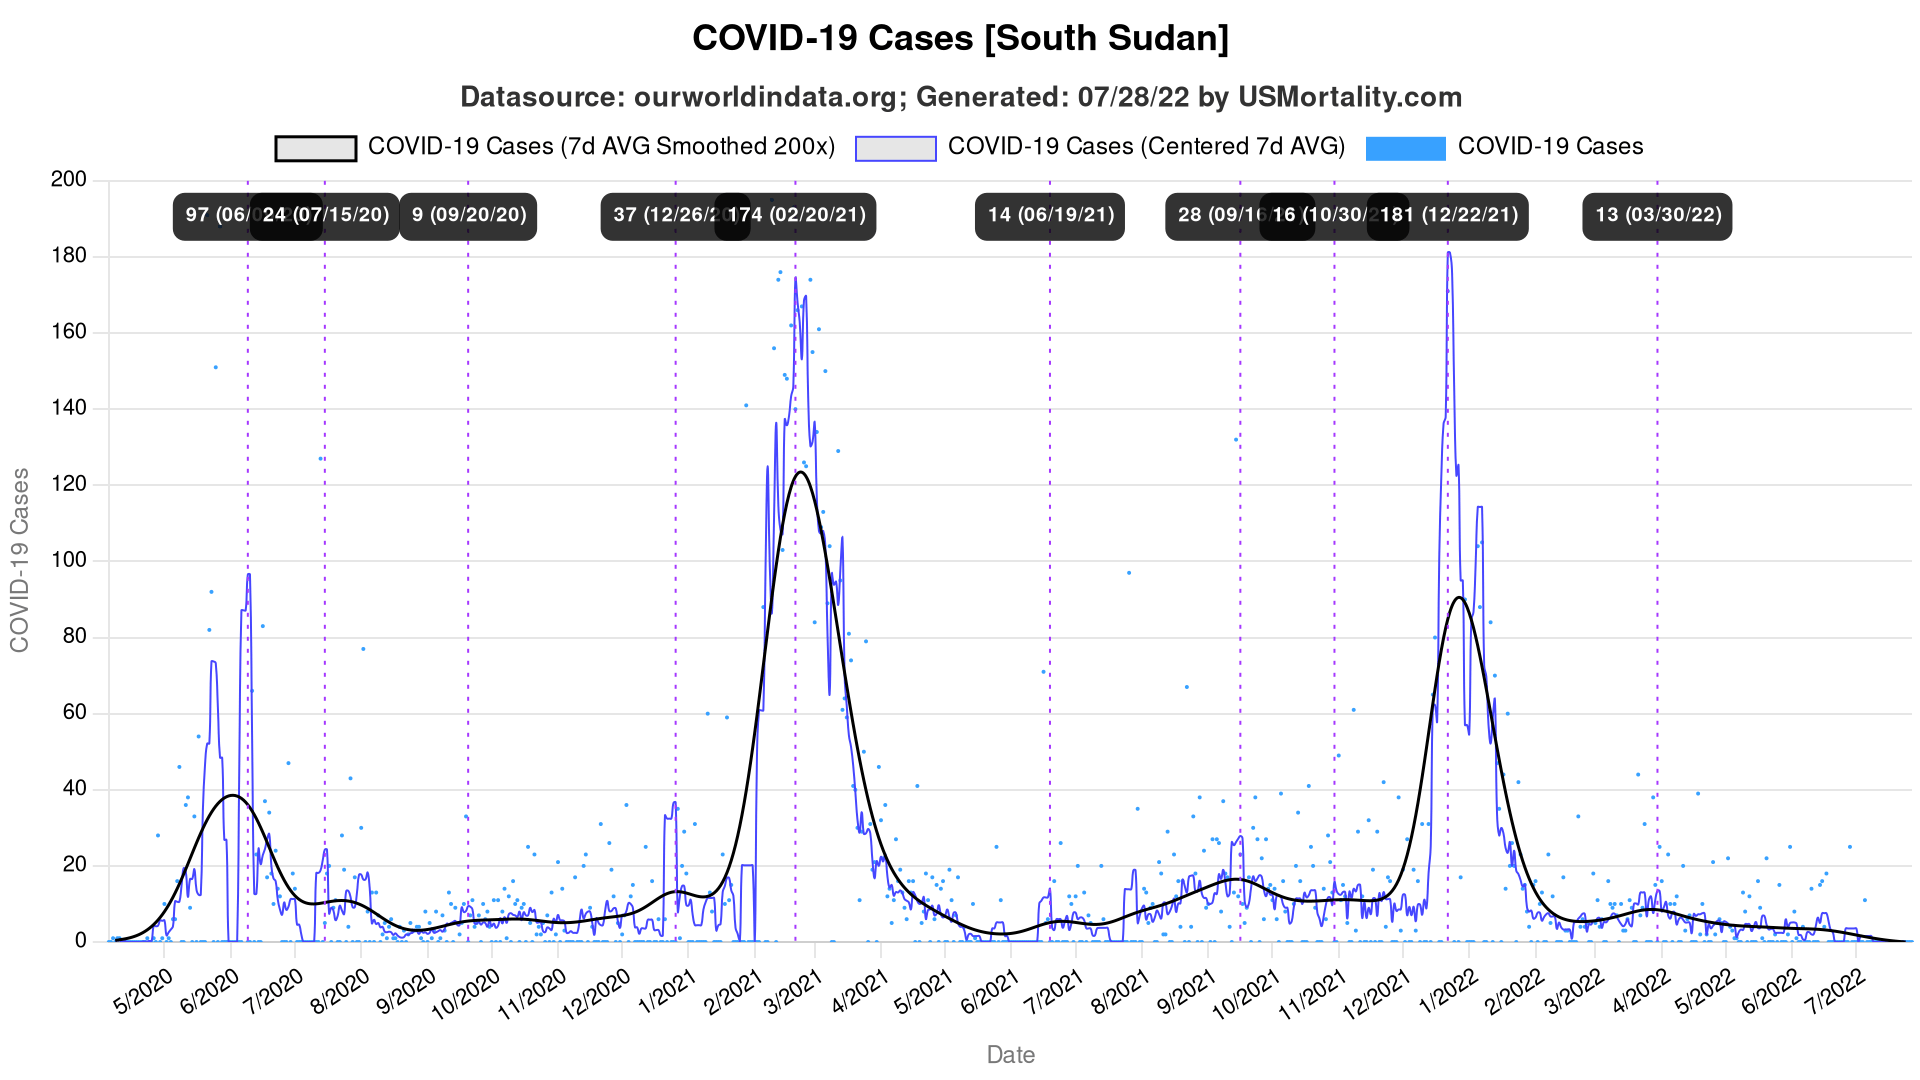 COVID-19 Cases [South Sudan]
Datasource: ourworldindata.org; Generated: 07/28/22 by USMortality.com
COVID-19 Cases (7d AVG Smoothed 200x) COVID-19 Cases (Centered 7d AVG) COVID-19 Cases
97 (06/ 24 (07/15/20) 9 (09/20/20) 37 (12/26/20) 174 (02/20/21) 14 (06/19/21) 28 (09/16 16 (10/30/2 181 (12/22/21) 13 (03/30/22)
200
180
160
140
120
100
80
60
40
20
0
COVID-19 Cases
5/2020 6/2020 7/2020 8/2020 9/2020 10/2020 11/2020 12/2020 1/2021 2/2021 3/2021 4/2021 5/2021 6/2021 7/2021 8/2021 9/2021 10/2021 11/2021 12/2021 1/2022 2/2022 3/2022 4/2022 5/2022 6/2022 7/2022
Date